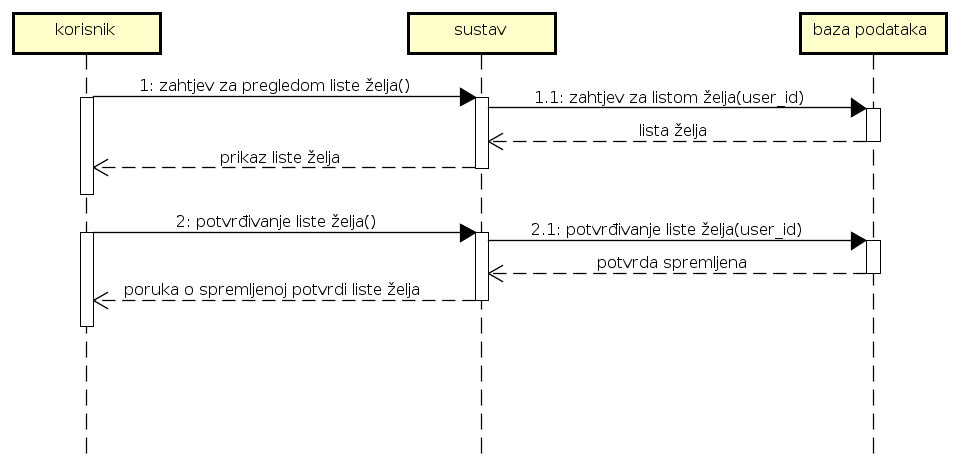 korisnik
sustav
baza podataka
1: zahtjev za pregledom liste želja()
1.1: zahtjev za listom želja(user_id)
lista želja
prikaz liste želja
2: potvrđivanje liste želja()
2.1: potvrđivanje liste želja(user_id)
potvrda spremljena
poruka o spremljenoj potvrdi liste želja